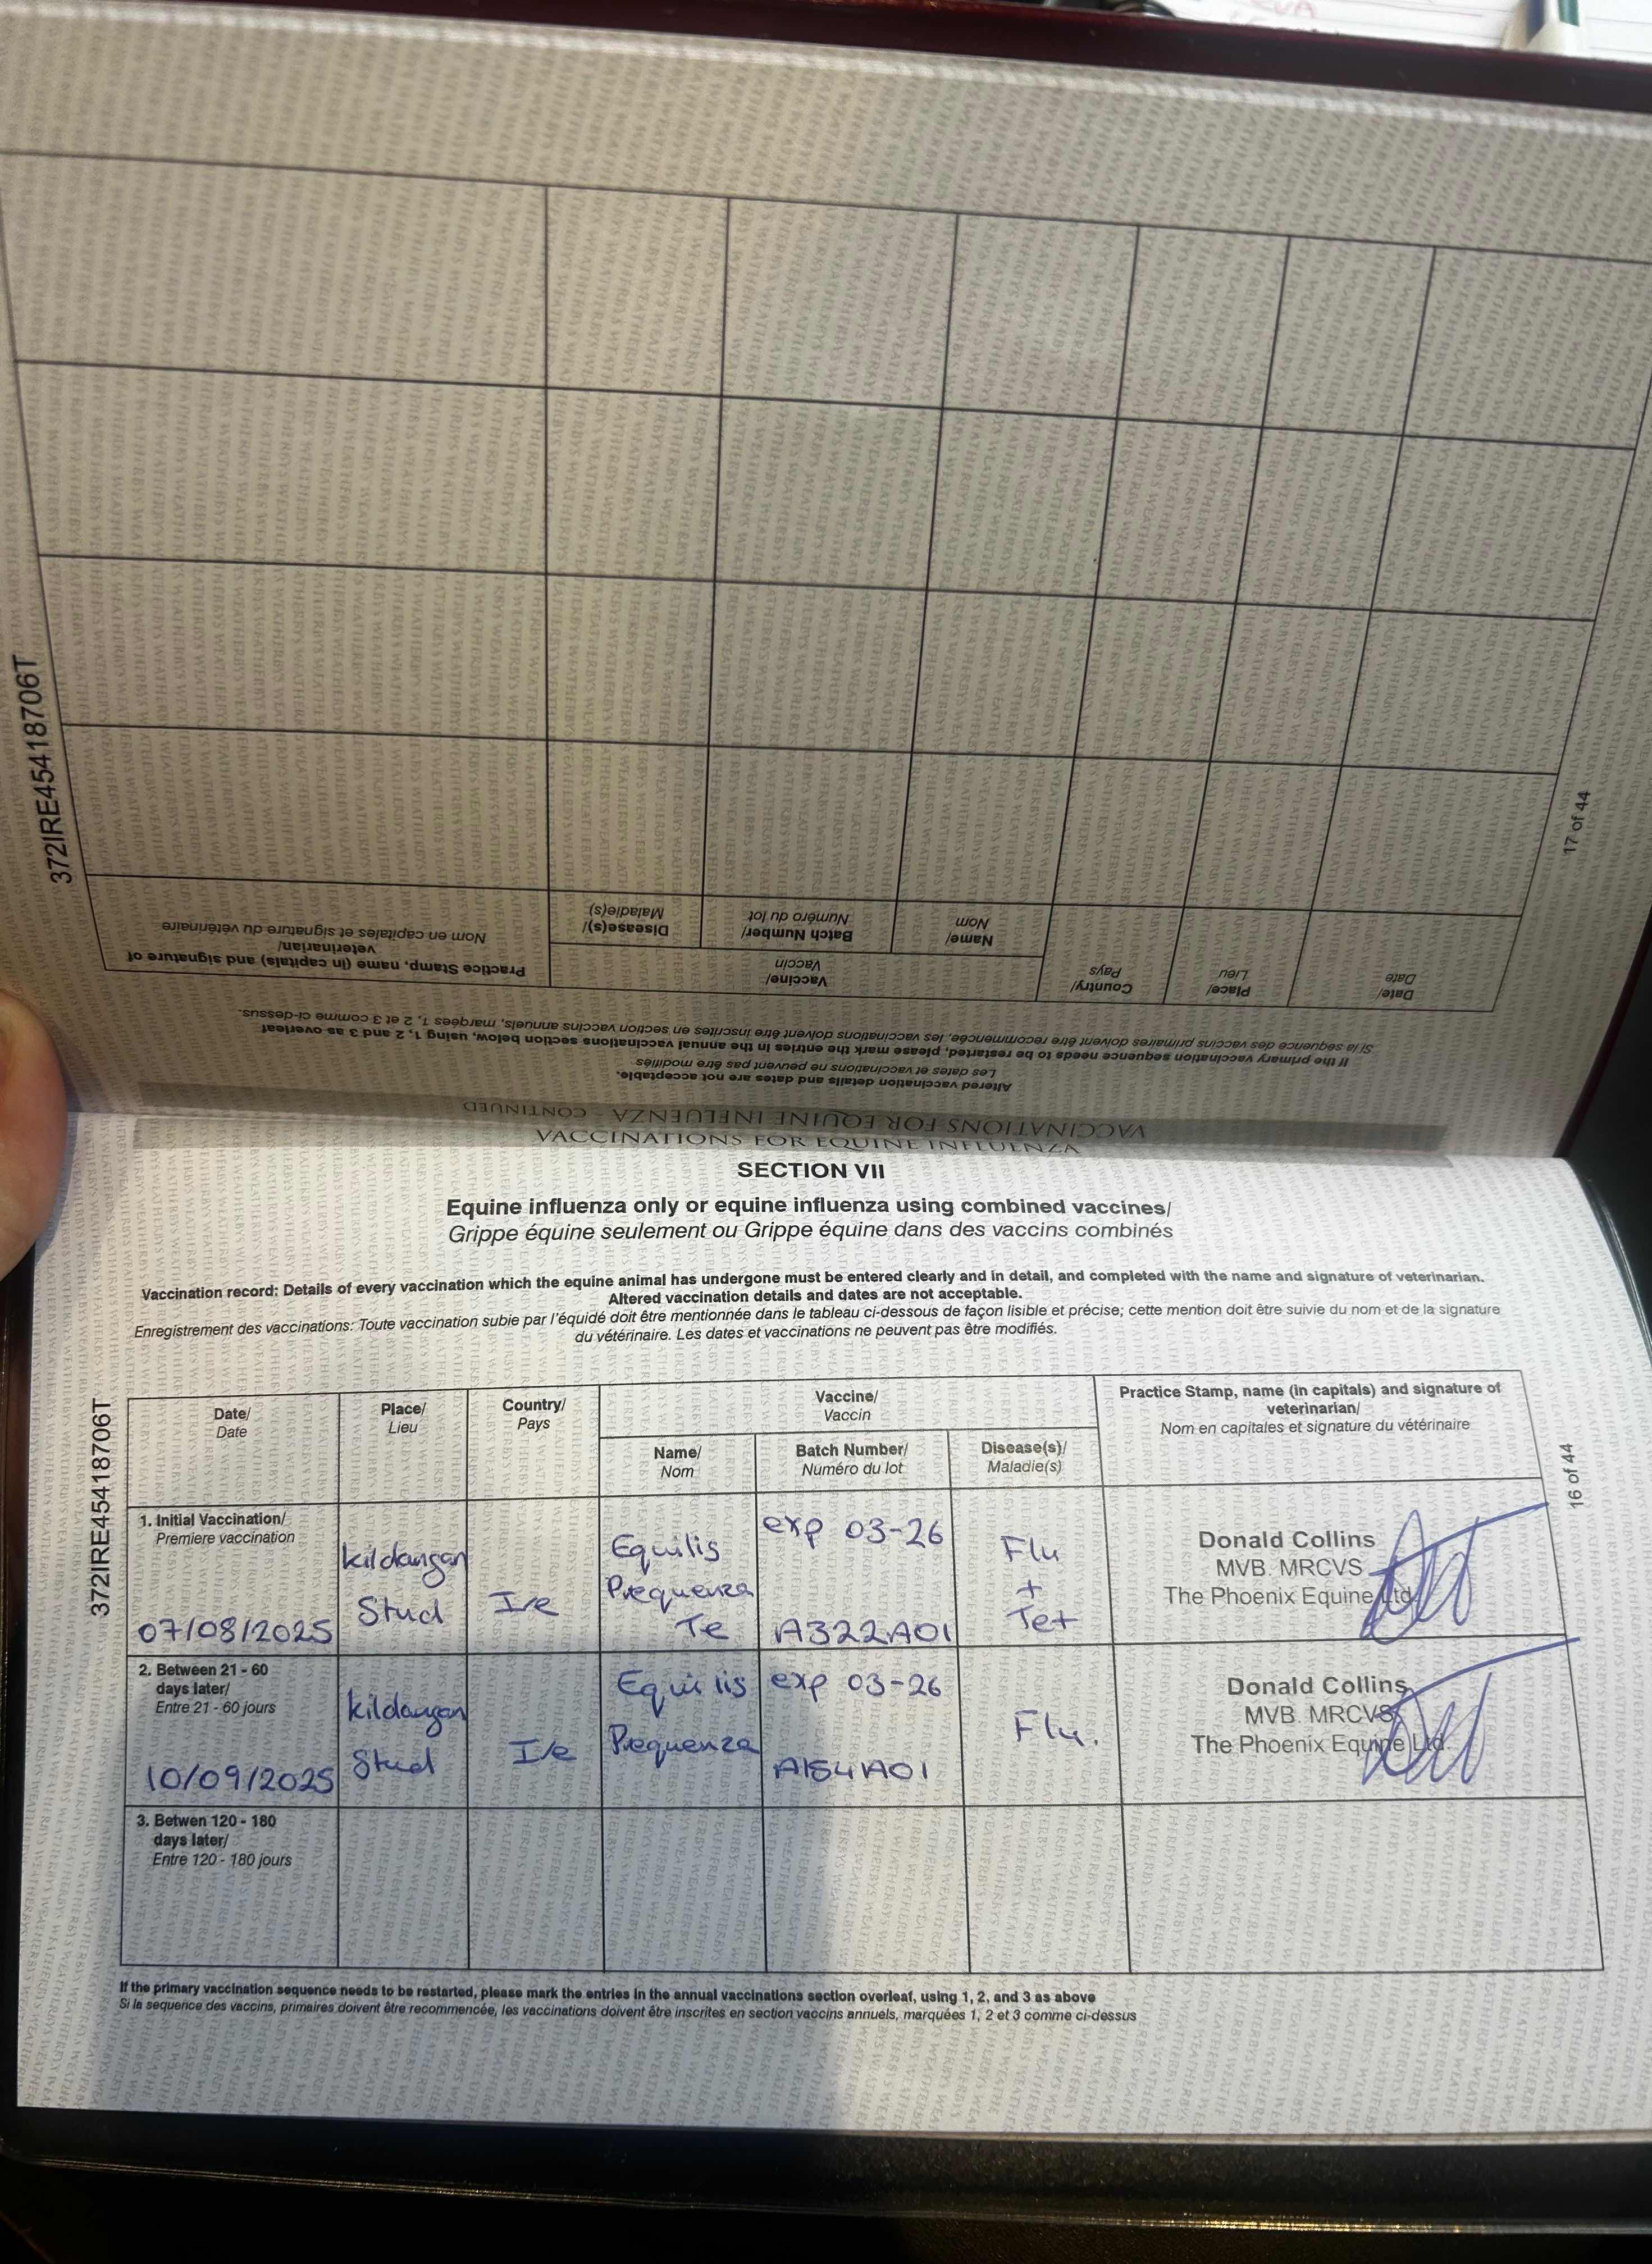 372IRE45418706T
17 of 44
VACCINATIONS FOR EQUINE INFLUENZA - CONTINUED
Altered vaccination details and dates are not acceptable.
Les dates et vaccinations ne peuvent pas être modifiés
If the primary vaccination sequence needs to be restarted, please mark the entries in the annual vaccinations section below, using 1, 2 and 3 as overleaf
Si la séquence des vaccins primaires doivent être recommencée, les vaccinations doivent être inscrites en section vaccins annuels, marquées 1, 2 et 3 comme ci-dessus.
Date/
Date
Place/
Lieu
Country/
Pays
Vaccine/
Vaccin
Name/
Nom
Batch Number/
Numéro du lot
Disease(s)/
Maladie(s)
Practice Stamp, name (in capitals) and signature of
veterinarian/
Nom en capitales et signature du vétérinaire
VACCINATIONS FOR EQUINE INFLUENZA
SECTION VII
Equine influenza only or equine influenza using combined vaccines/
Grippe équine seulement ou Grippe équine dans des vaccins combinés
Vaccination record: Details of every vaccination which the equine animal has undergone must be entered clearly and in detail, and completed with the name and signature of veterinarian.
Altered vaccination details and dates are not acceptable.
Enregistrement des vaccinations: Toute vaccination subie par l'équidé doit être mentionnée dans le tableau ci-dessous de façon lisible et précise; cette mention doit être suivie du nom et de la signature
du vétérinaire. Les dates et vaccinations ne peuvent pas être modifiés.
372IRE45418706T
16 of 44
Date/
Date
Place/
Lieu
Country/
Pays
Vaccine/
Vaccin
Name/
Nom
Batch Number/
Numéro du lot
Disease(s)/
Maladie(s)
Practice Stamp, name (in capitals) and signature of
veterinarian/
Nom en capitales et signature du vétérinaire
1. Initial Vaccination/
Premiere vaccination
07/08/2025
Kildangan
Stud
Ire
Equilis
Prequenza
Te
exp 03-26
A322A01
Flu
+
Tet
Donald Collins
MVB. MRCVS
The Phoenix Equine Ltd
2. Between 21 - 60
days later/
Entre 21 - 60 jours
10/09/2025
Kildangan
Stud
Ire
Equilis
Prequenza
exp 03-26
A154A01
Flu.
Donald Collins
MVB. MRCVS
The Phoenix Equine Ltd.
3. Betwen 120 - 180
days later/
Entre 120 - 180 jours
If the primary vaccination sequence needs to be restarted, please mark the entries in the annual vaccinations section overleaf, using 1, 2, and 3 as above
Si la sequence des vaccins, primaires doivent être recommencée, les vaccinations doivent être inscrites en section vaccins annuels, marquées 1, 2 et 3 comme ci-dessus